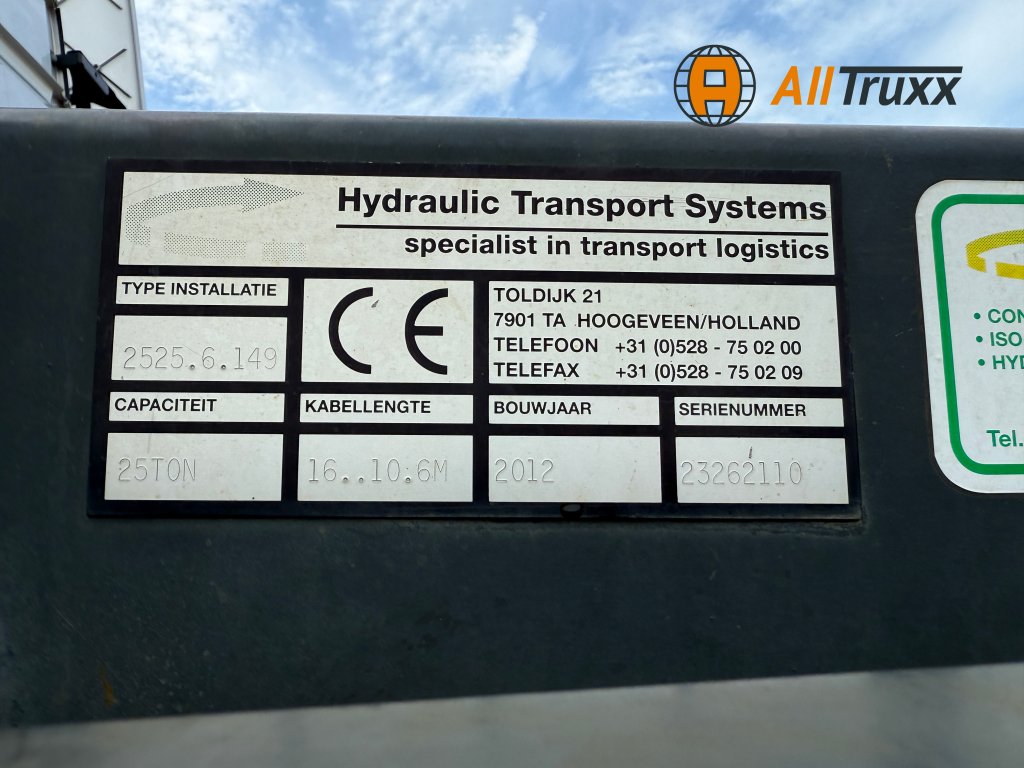 AllTruxx
Hydraulic Transport Systems
specialist in transport logistics
TYPE INSTALLATIE
2525.6.149
CE
TOLDIJK 21
7901 TA HOOGEVEEN/HOLLAND
TELEFOON +31 (0)528 - 75 02 00
TELEFAX +31 (0)528 - 75 02 09
CAPACITEIT
25TON
KABELLENGTE
16..10.6M
BOUWJAAR
2012
SERIENUMMER
23262110
• ISO
Tel.